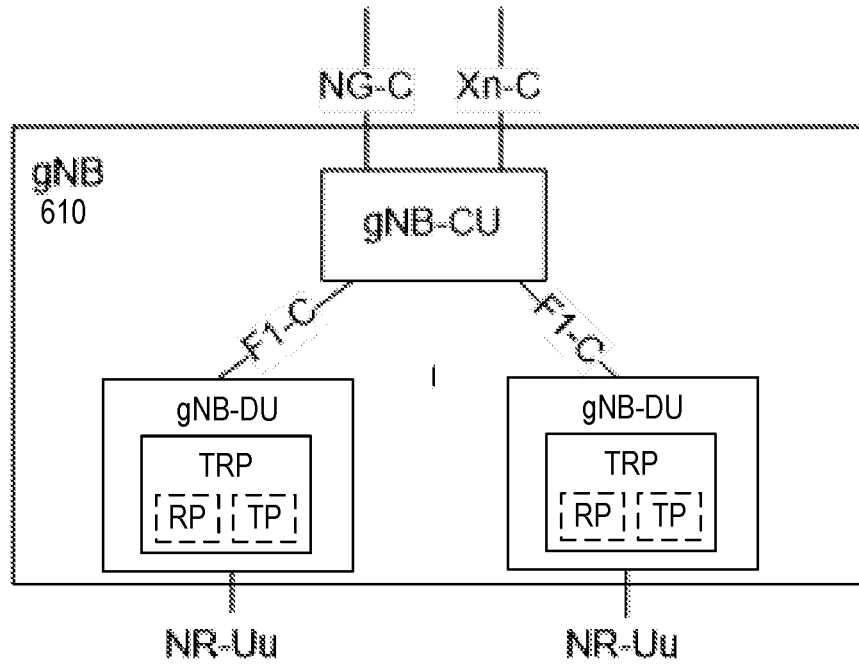 NG-C Xn-C
gNB
610
gNB-CU
F1-C F1-C
I
gNB-DU gNB-DU
TRP TRP
RP TP RP TP
NR-Uu NR-Uu